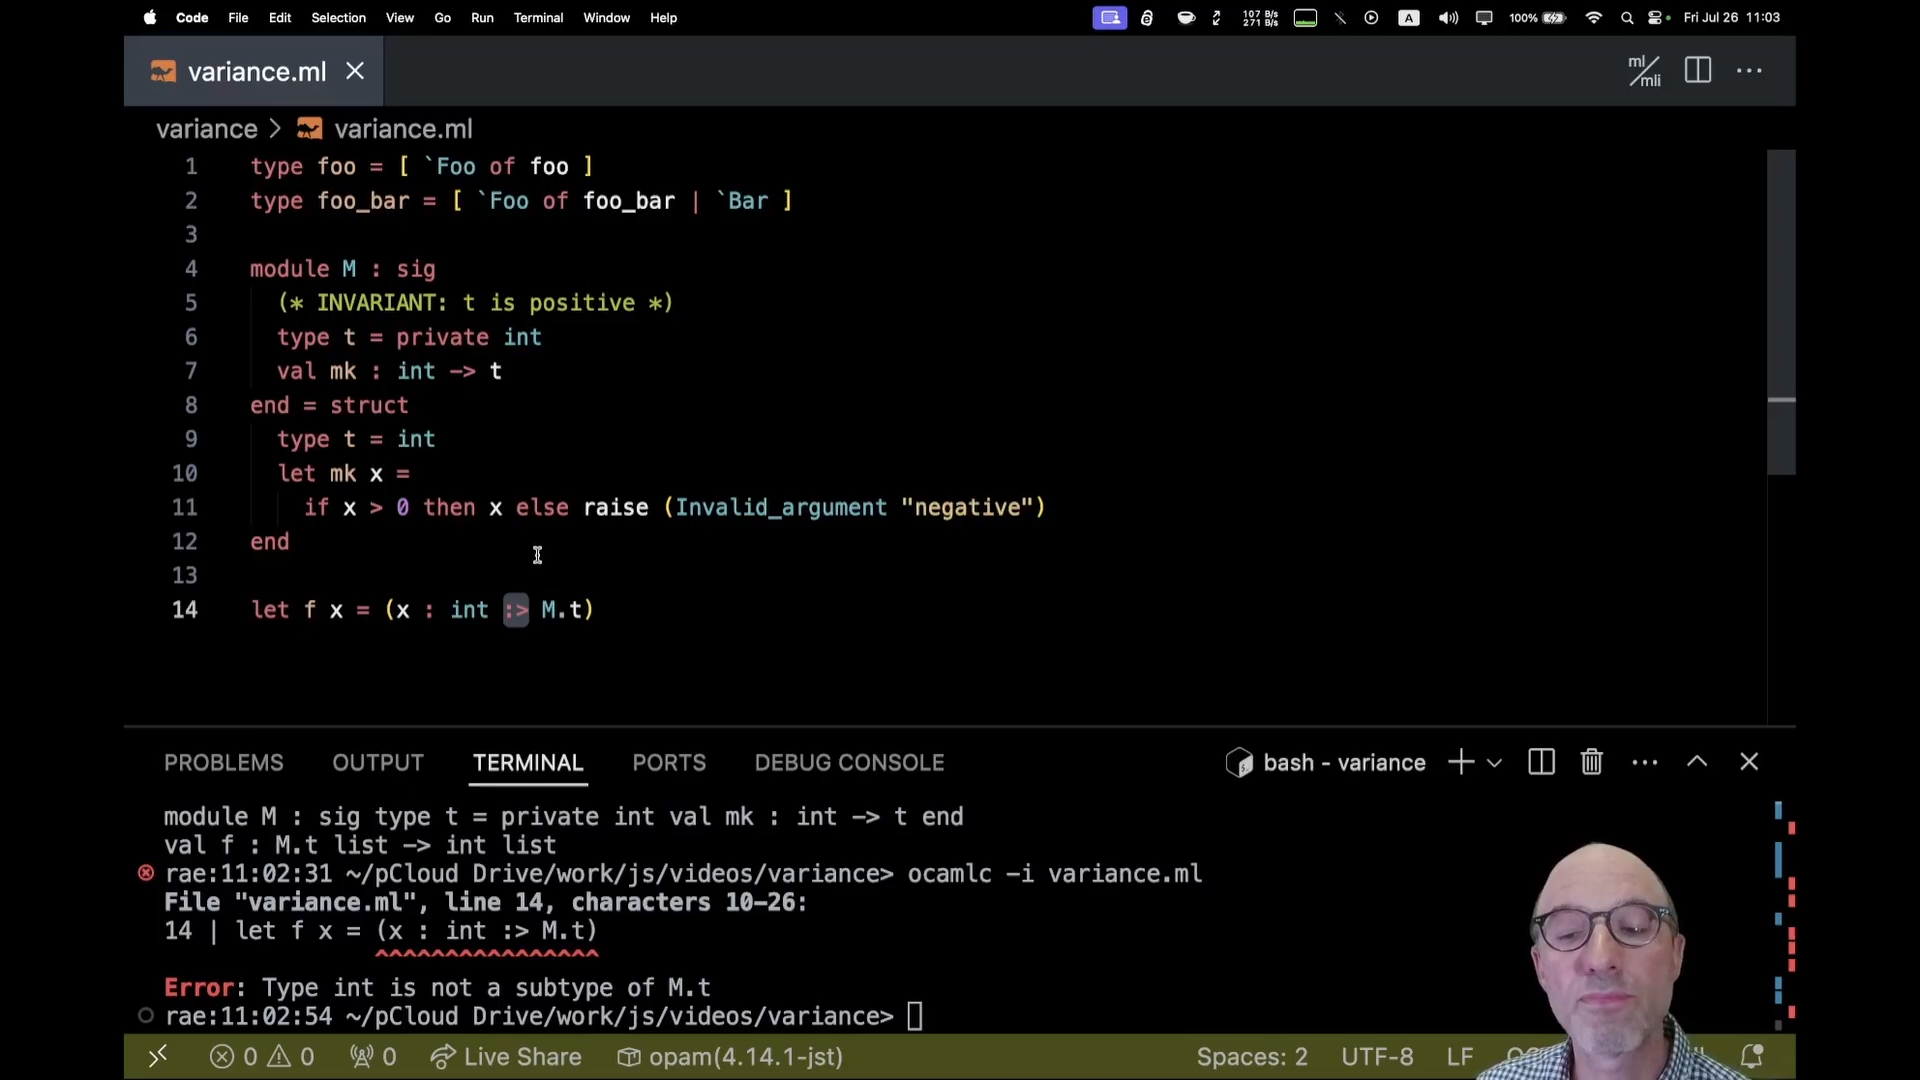 Code File Edit Selection View Go Run Terminal Window Help 107 B/s 271 B/s A 100% Fri Jul 26 11:03
variance.ml
ml/mli
variance > variance.ml
1 type foo = [ `Foo of foo ]
2 type foo_bar = [ `Foo of foo_bar | `Bar ]
3
4 module M : sig
5 (* INVARIANT: t is positive *)
6 type t = private int
7 val mk : int -> t
8 end = struct
9 type t = int
10 let mk x =
11 if x > 0 then x else raise (Invalid_argument "negative")
12 end
13
14 let f x = (x : int :> M.t)
PROBLEMS OUTPUT TERMINAL PORTS DEBUG CONSOLE bash - variance
module M : sig type t = private int val mk : int -> t end
val f : M.t list -> int list
rae:11:02:31 ~/pCloud Drive/work/js/videos/variance> ocamlc -i variance.ml
File "variance.ml", line 14, characters 10-26:
14 | let f x = (x : int :> M.t)
^^^^^^^^^^^^^^^^
Error: Type int is not a subtype of M.t
rae:11:02:54 ~/pCloud Drive/work/js/videos/variance>
0 0 0 Live Share opam(4.14.1-jst) Spaces: 2 UTF-8 LF